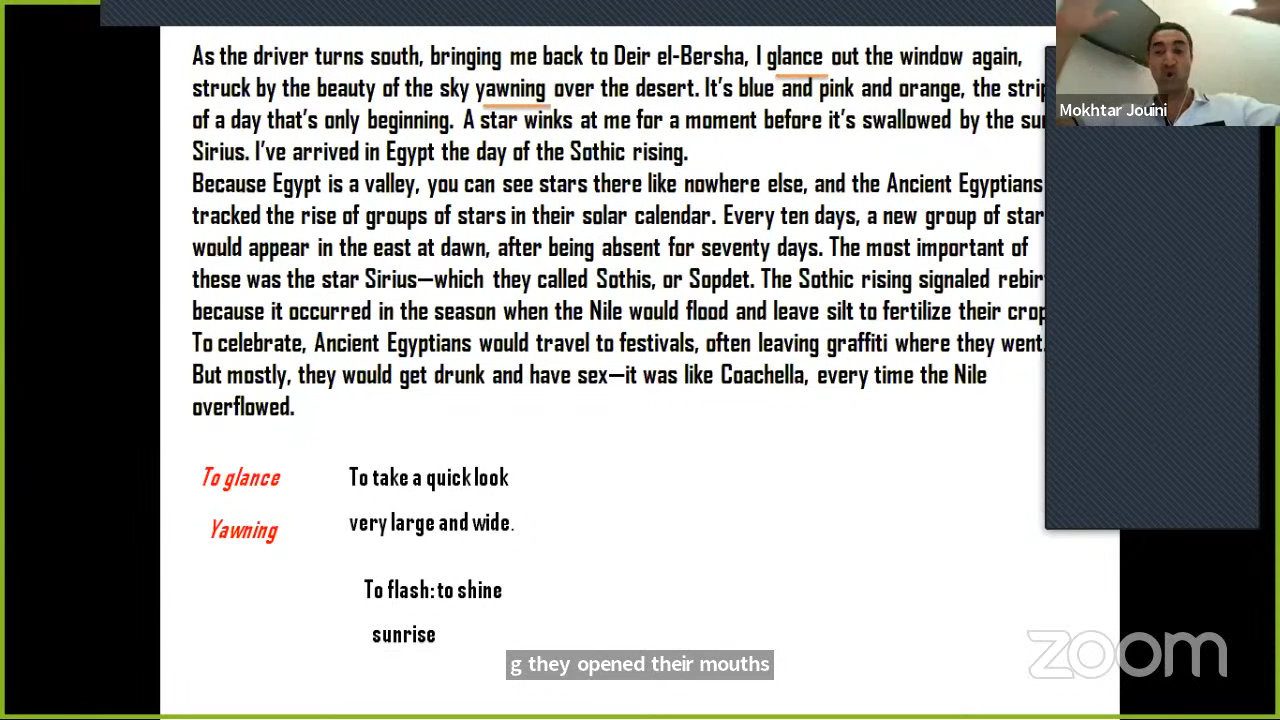 As the driver turns south, bringing me back to Deir el-Bersha, I glance out the window again,
struck by the beauty of the sky yawning over the desert. It's blue and pink and orange, the strip
of a day that's only beginning. A star winks at me for a moment before it's swallowed by the
Sirius. I've arrived in Egypt the day of the Sothic rising.
Because Egypt is a valley, you can see stars there like nowhere else, and the Ancient Egyptians
tracked the rise of groups of stars in their solar calendar. Every ten days, a new group of star
would appear in the east at dawn, after being absent for seventy days. The most important of
these was the star Sirius—which they called Sothis, or Sopdet. The Sothic rising signaled
because it occurred in the season when the Nile would flood and leave silt to fertilize their crop
To celebrate, Ancient Egyptians would travel to festivals, often leaving graffiti where they went.
But mostly, they would get drunk and have sex—it was like Coachella, every time the Nile
overflowed.
To glance To take a quick look
Yawning very large and wide.
To flash: to shine
sunrise
g they opened their mouths
Mokhtar Jouini
zoom